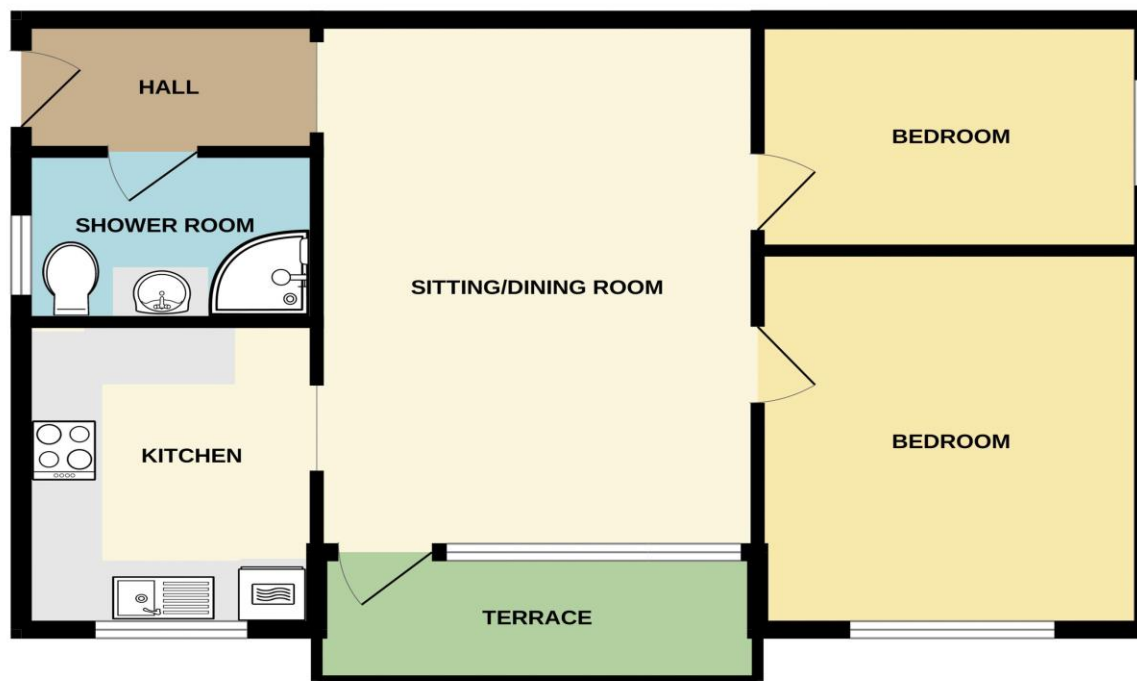 HALL
BEDROOM
SHOWER ROOM
SITTING/DINING ROOM
KITCHEN
BEDROOM
TERRACE